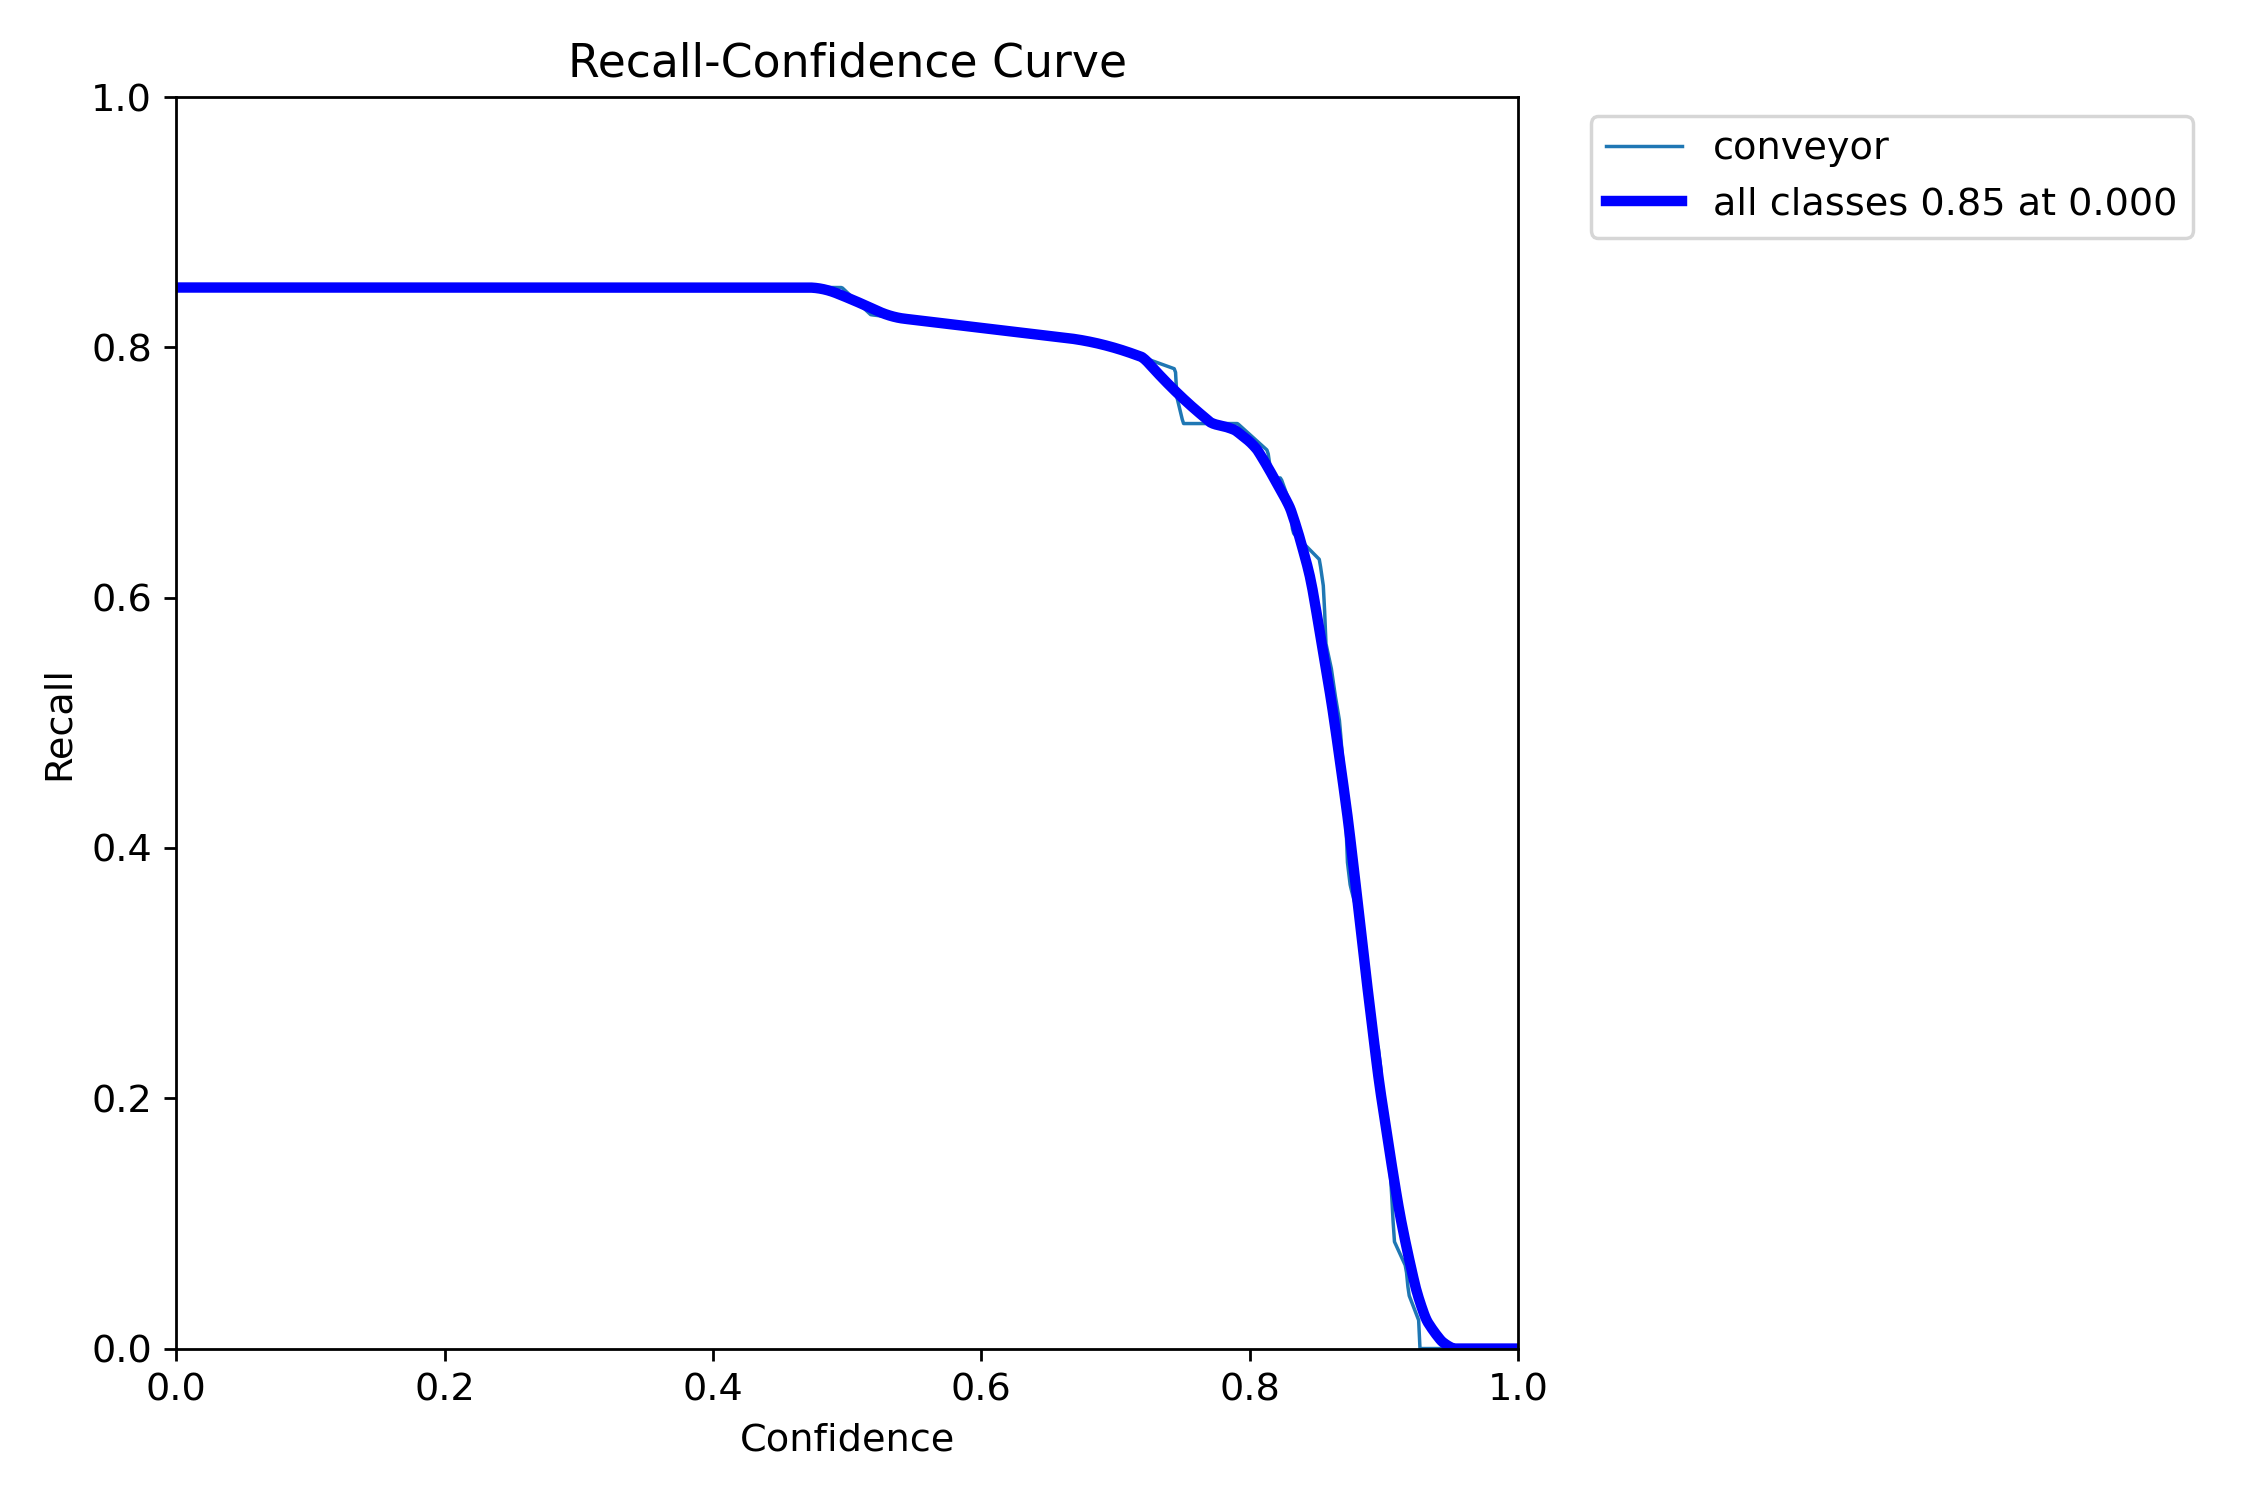 Recall-Confidence Curve
1.0
0.8
0.6
0.4
0.2
0.0
Recall
0.0 0.2 0.4 0.6 0.8 1.0
Confidence
conveyor
all classes 0.85 at 0.000